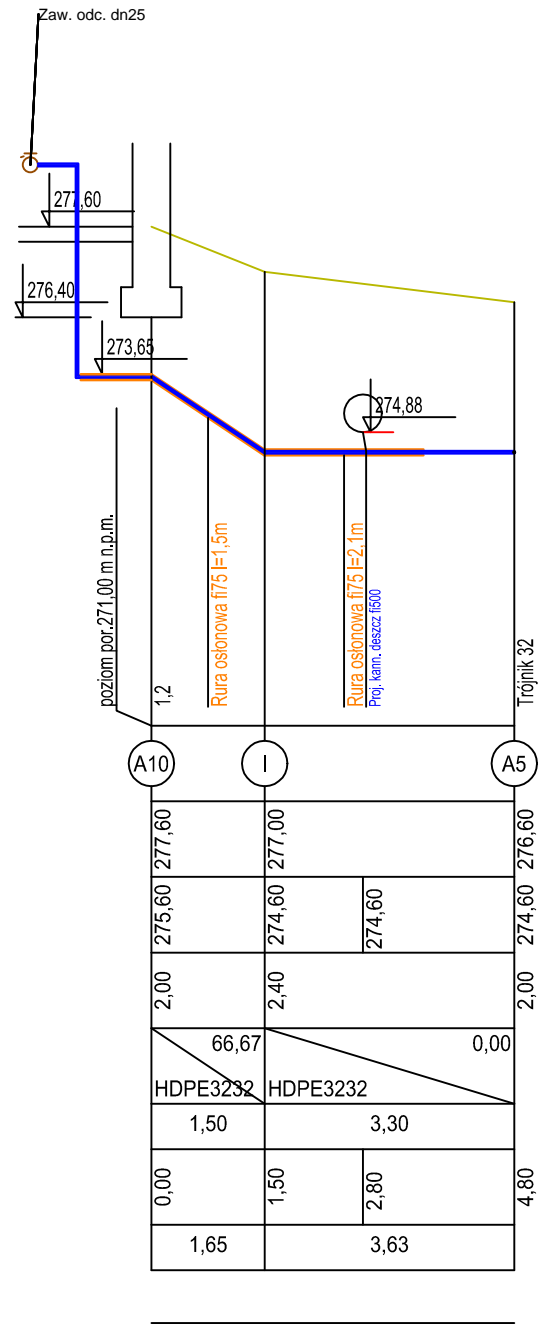 Zaw. odc. dn25
277,60
276,40
273,65
274,88
poziom por.271,00 m n.p.m.
1,2
Rura osłonowa fi75 l=1,5m
Rura osłonowa fi75 l=2,1m
Proj. kann. deszcz fi500
Trójnik 32
A10
I
A5
277,60
277,00
276,60
275,60
274,60
274,60
274,60
2,00
2,40
2,00
66,67
0,00
HDPE3232
HDPE3232
1,50
3,30
0,00
1,50
2,80
4,80
1,65
3,63